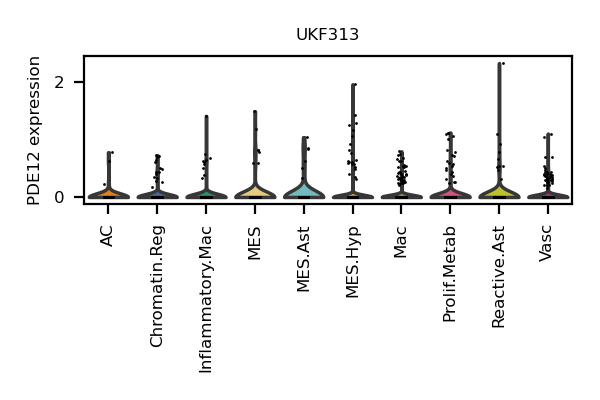 UKF313
PDE12 expression
2
0
AC
Chromatin.Reg
Inflammatory.Mac
MES
MES.Ast
MES.Hyp
Mac
Prolif.Metab
Reactive.Ast
Vasc